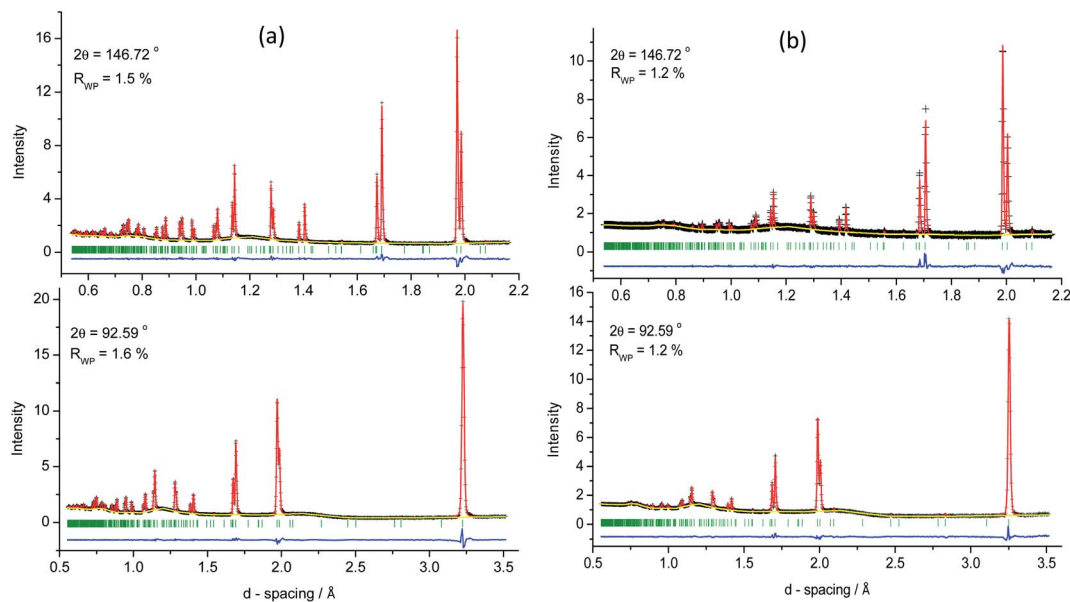 (a)
2θ = 146.72 °
R_WP = 1.5 %
Intensity
16
12
8
4
0
0.6 0.8 1.0 1.2 1.4 1.6 1.8 2.0 2.2
(b)
2θ = 146.72 °
R_WP = 1.2 %
Intensity
10
8
6
4
2
0
0.6 0.8 1.0 1.2 1.4 1.6 1.8 2.0 2.2
2θ = 92.59 °
R_WP = 1.6 %
Intensity
20
15
10
5
0
0.5 1.0 1.5 2.0 2.5 3.0 3.5
d - spacing / Å
2θ = 92.59 °
R_WP = 1.2 %
Intensity
16
14
12
10
8
6
4
2
0
0.5 1.0 1.5 2.0 2.5 3.0 3.5
d - spacing / Å